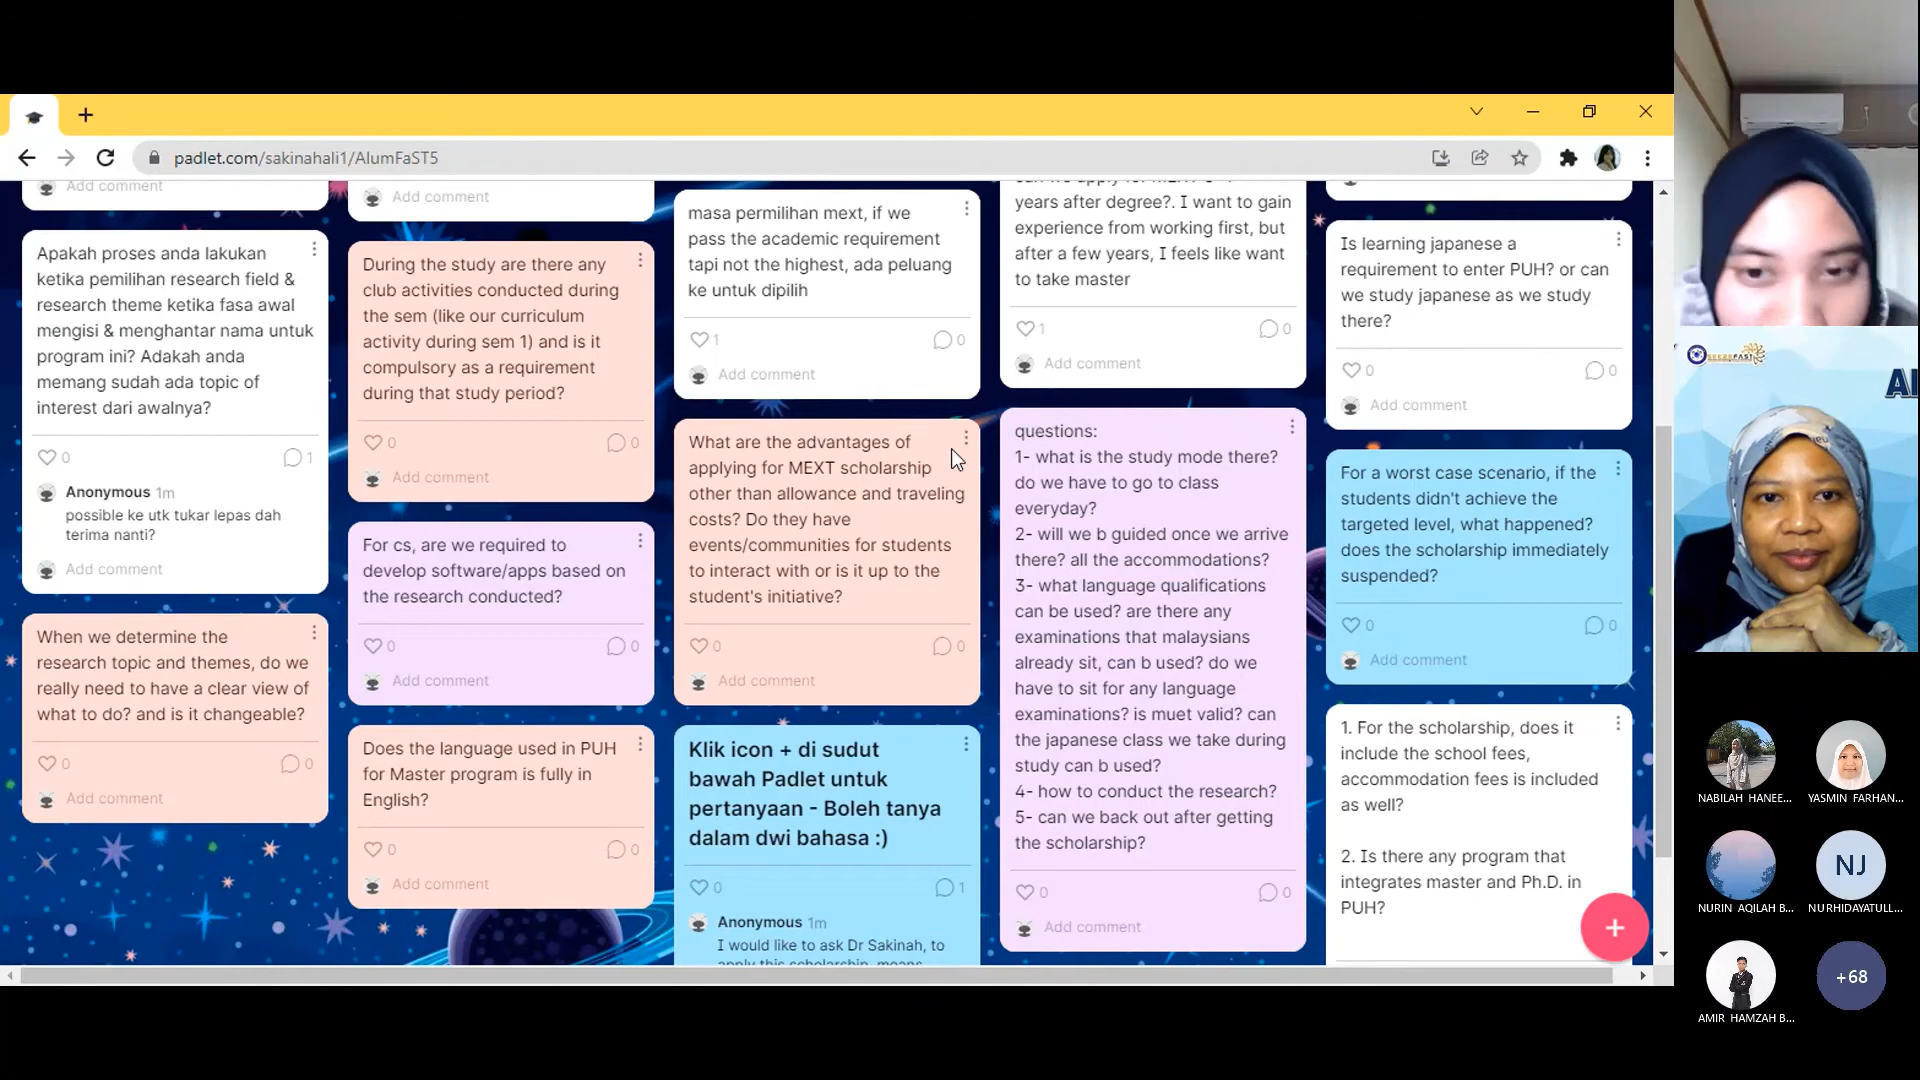 padlet.com/sakinahali1/AlumFaST5
Add comment
Apakah proses anda lakukan
ketika pemilihan research field &
research theme ketika fasa awal
mengisi & menghantar nama untuk
program ini? Adakah anda
memang sudah ada topic of
interest dari awalnya?
0
1
Anonymous 1m
possible ke utk tukar lepas dah
terima nanti?
Add comment
When we determine the
research topic and themes, do we
really need to have a clear view of
what to do? and is it changeable?
0
0
Add comment
Add comment
During the study are there any
club activities conducted during
the sem (like our curriculum
activity during sem 1) and is it
compulsory as a requirement
during that study period?
0
0
Add comment
For cs, are we required to
develop software/apps based on
the research conducted?
0
0
Add comment
Does the language used in PUH
for Master program is fully in
English?
0
0
Add comment
masa permilihan mext, if we
pass the academic requirement
tapi not the highest, ada peluang
ke untuk dipilih
1
0
Add comment
What are the advantages of
applying for MEXT scholarship
other than allowance and traveling
costs? Do they have
events/communities for students
to interact with or is it up to the
student's initiative?
0
0
Add comment
Klik icon + di sudut
bawah Padlet untuk
pertanyaan - Boleh tanya
dalam dwi bahasa :)
0
1
Anonymous 1m
I would like to ask Dr Sakinah, to
apply this scholarship, means
years after degree?. I want to gain
experience from working first, but
after a few years, I feels like want
to take master
1
0
Add comment
questions:
1- what is the study mode there?
do we have to go to class
everyday?
2- will we b guided once we arrive
there? all the accommodations?
3- what language qualifications
can be used? are there any
examinations that malaysians
already sit, can b used? do we
have to sit for any language
examinations? is muet valid? can
the japanese class we take during
study can b used?
4- how to conduct the research?
5- can we back out after getting
the scholarship?
0
0
Add comment
Is learning japanese a
requirement to enter PUH? or can
we study japanese as we study
there?
0
0
Add comment
For a worst case scenario, if the
students didn't achieve the
targeted level, what happened?
does the scholarship immediately
suspended?
0
0
Add comment
1. For the scholarship, does it
include the school fees,
accommodation fees is included
as well?
2. Is there any program that
integrates master and Ph.D. in
PUH?
+
NABILAH HANEE...
YASMIN FARHAN...
NJ
NURIN AQILAH B...
NURHIDAYATULL...
+68
AMIR HAMZAH B...